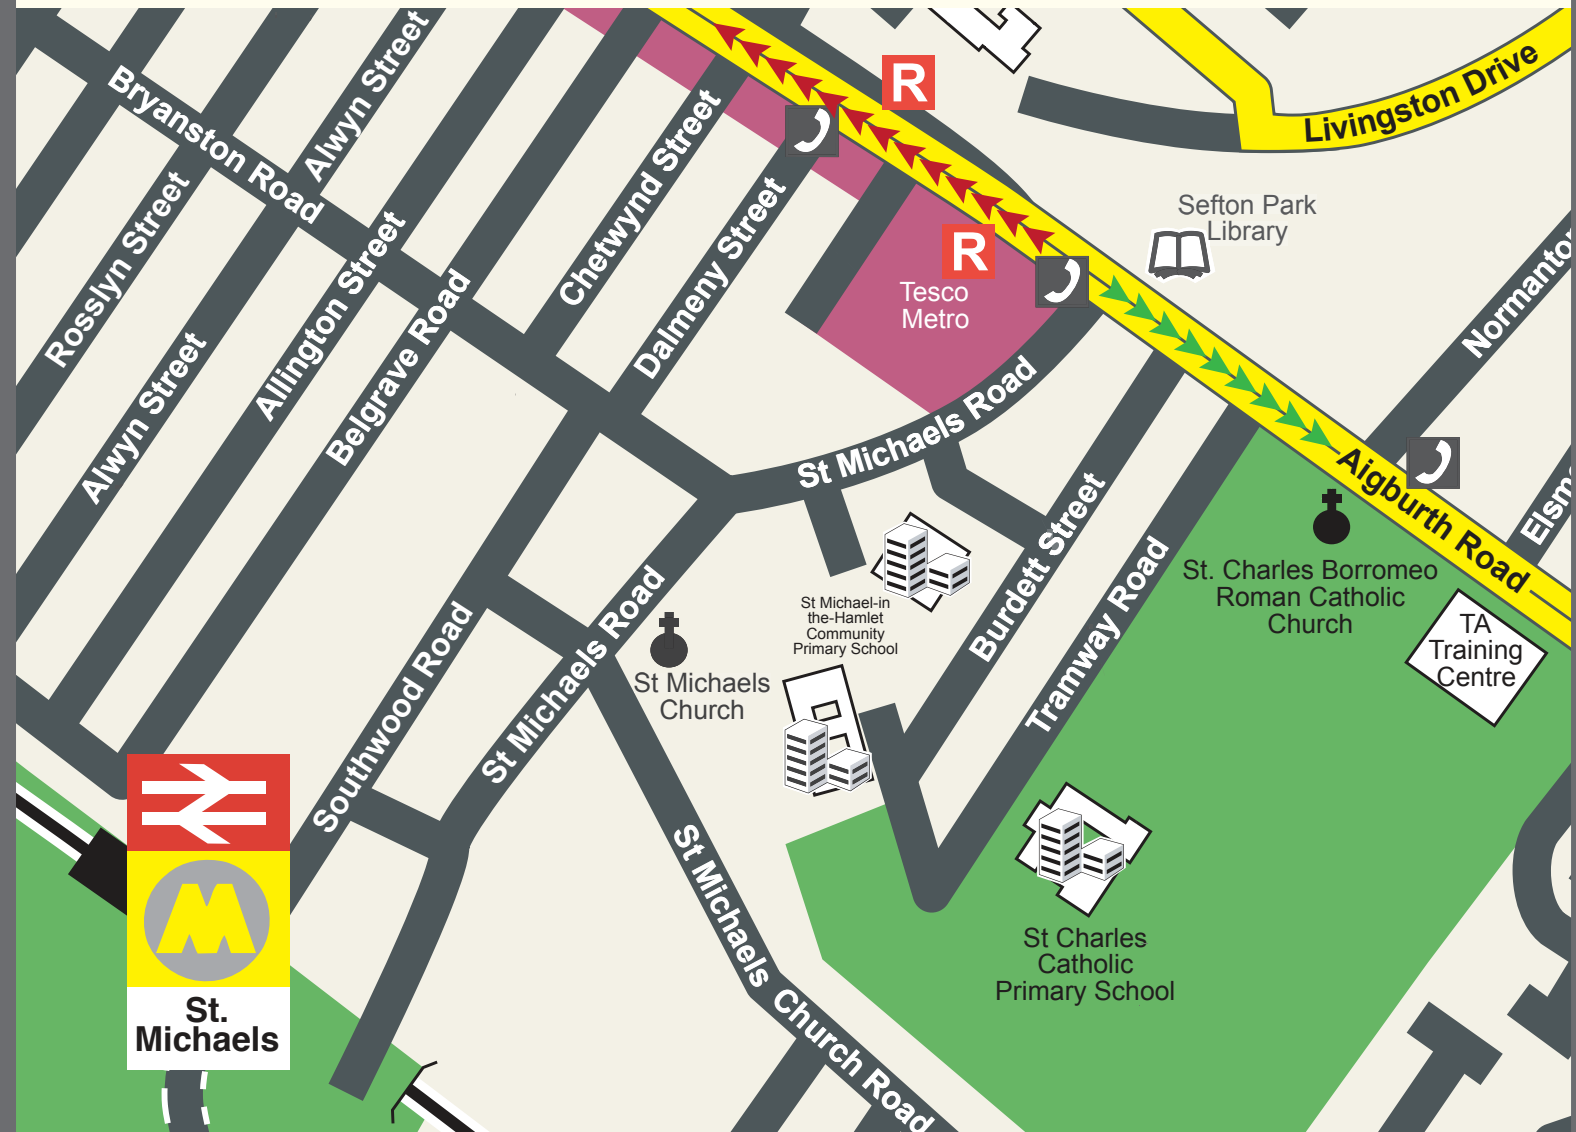 Bryanston Road
Alwyn Street
R
Livingston Drive
Rosslyn Street
Chetwynd Street
Dalmeny Street
Sefton Park
Library
R
Tesco
Metro
Allington Street
Belgrave Road
Alwyn Street
St Michaels Road
Aigburth Road
St. Charles Borromeo
Roman Catholic
Church
TA
Training
Centre
Burdett Street
Tramway Road
St Michael-in
the-Hamlet
Community
Primary School
St Michaels
Church
Southwood Road
St Michaels Road
St Michaels Church Road
St Charles
Catholic
Primary School
M
St.
Michaels